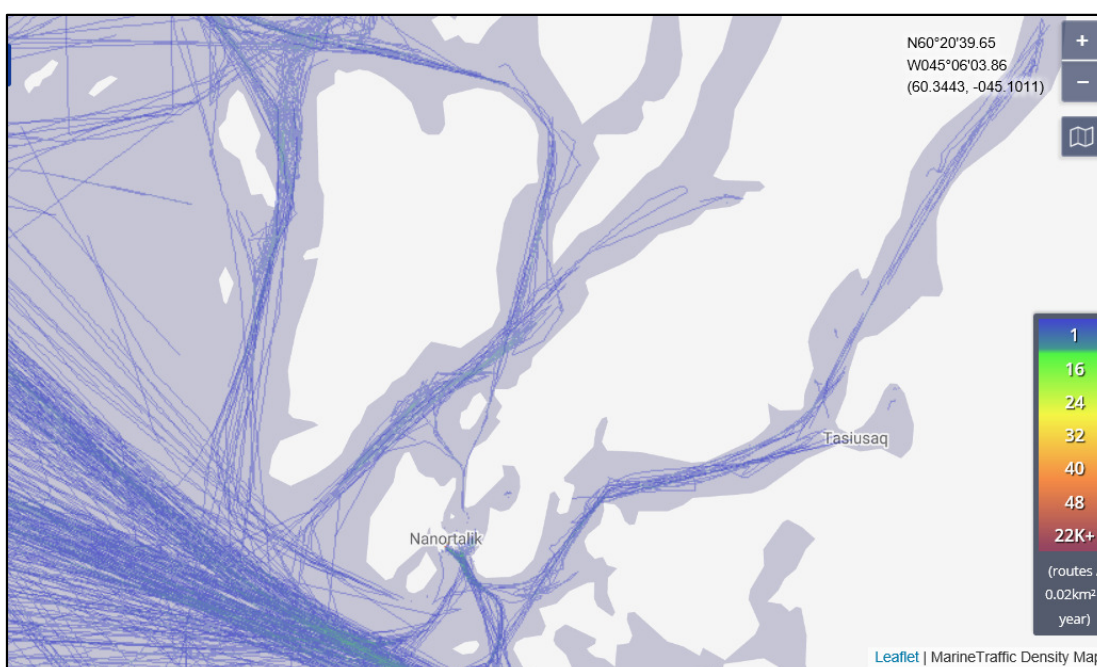 N60°20'39.65
W045°06'03.86
(60.3443, -045.1011)
+
−
1
16
24
32
40
48
22K+
(routes /
0.02km²
year)
Tasiusaq
Nanortalik
Leaflet | MarineTraffic Density Map